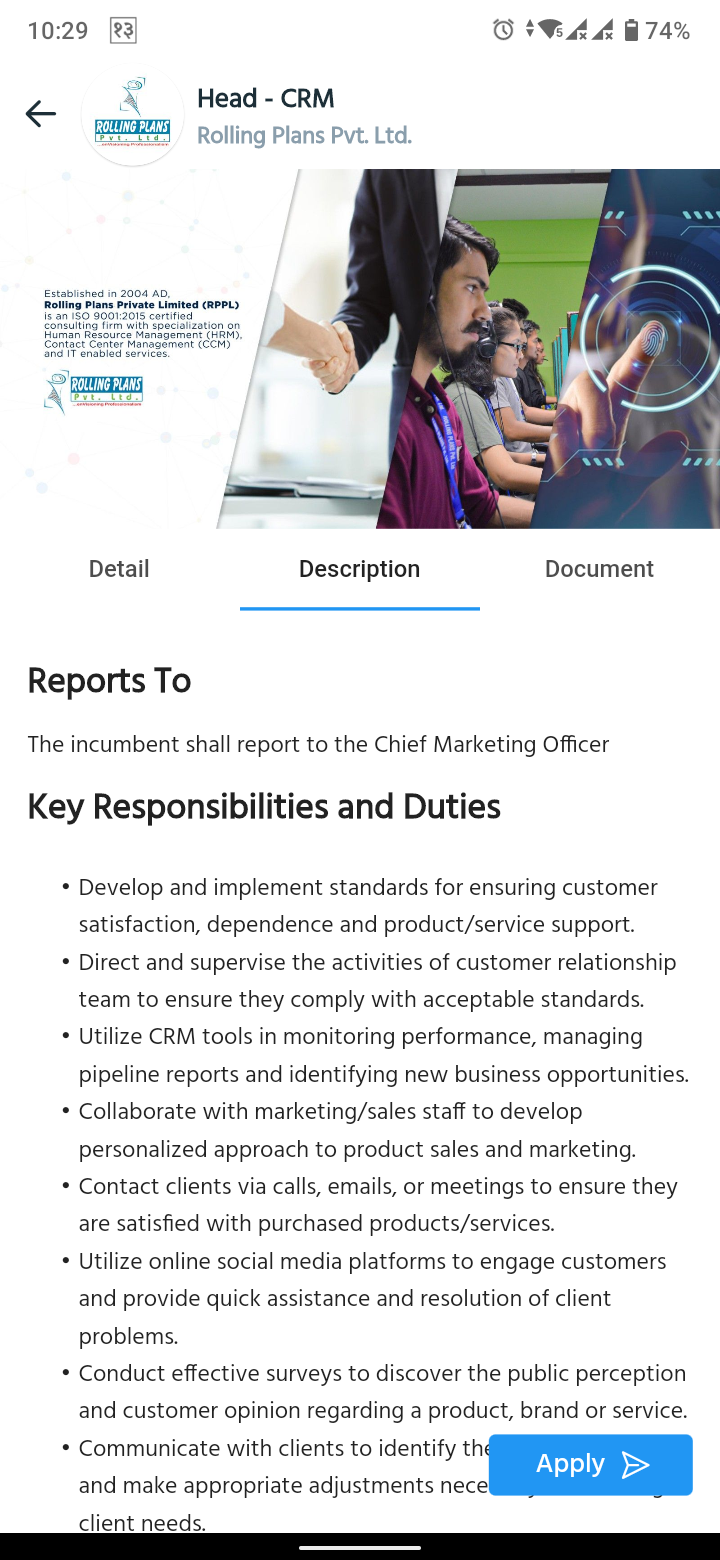 10:29 १३ 5 74%
Head - CRM
Rolling Plans Pvt. Ltd.
ROLLING PLANS
Pvt. Ltd.
...enVisioning Professionalism
Established in 2004 AD,
Rolling Plans Private Limited (RPPL)
is an ISO 9001:2015 certified
consulting firm with specialization on
Human Resource Management (HRM),
Contact Center Management (CCM)
and IT enabled services.
ROLLING PLANS
Pvt. Ltd.
...enVisioning Professionalism
Detail Description Document
Reports To
The incumbent shall report to the Chief Marketing Officer
Key Responsibilities and Duties
• Develop and implement standards for ensuring customer
satisfaction, dependence and product/service support.
• Direct and supervise the activities of customer relationship
team to ensure they comply with acceptable standards.
• Utilize CRM tools in monitoring performance, managing
pipeline reports and identifying new business opportunities.
• Collaborate with marketing/sales staff to develop
personalized approach to product sales and marketing.
• Contact clients via calls, emails, or meetings to ensure they
are satisfied with purchased products/services.
• Utilize online social media platforms to engage customers
and provide quick assistance and resolution of client
problems.
• Conduct effective surveys to discover the public perception
and customer opinion regarding a product, brand or service.
• Communicate with clients to identify
Apply
and make appropriate adjustments
client needs.